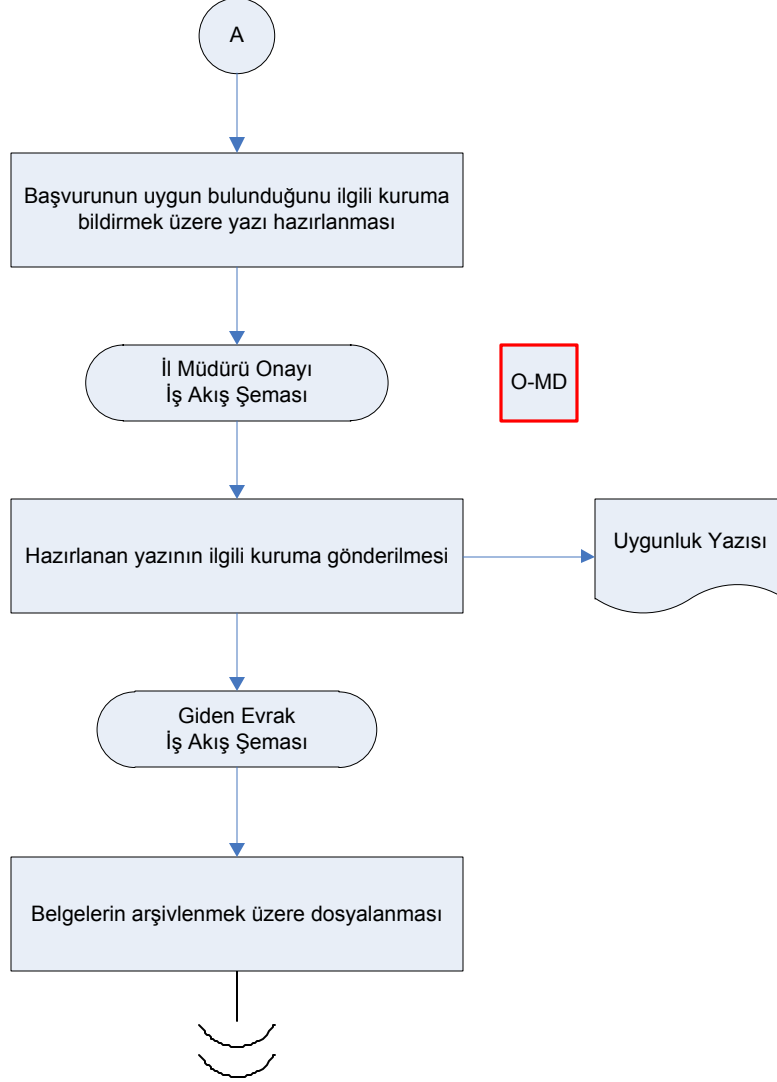 A
Başvurunun uygun bulunduğunu ilgili kuruma
bildirmek üzere yazı hazırlanması
İl Müdürü Onayı
İş Akış Şeması
O-MD
Hazırlanan yazının ilgili kuruma gönderilmesi
Uygunluk Yazısı
Giden Evrak
İş Akış Şeması
Belgelerin arşivlenmek üzere dosyalanması